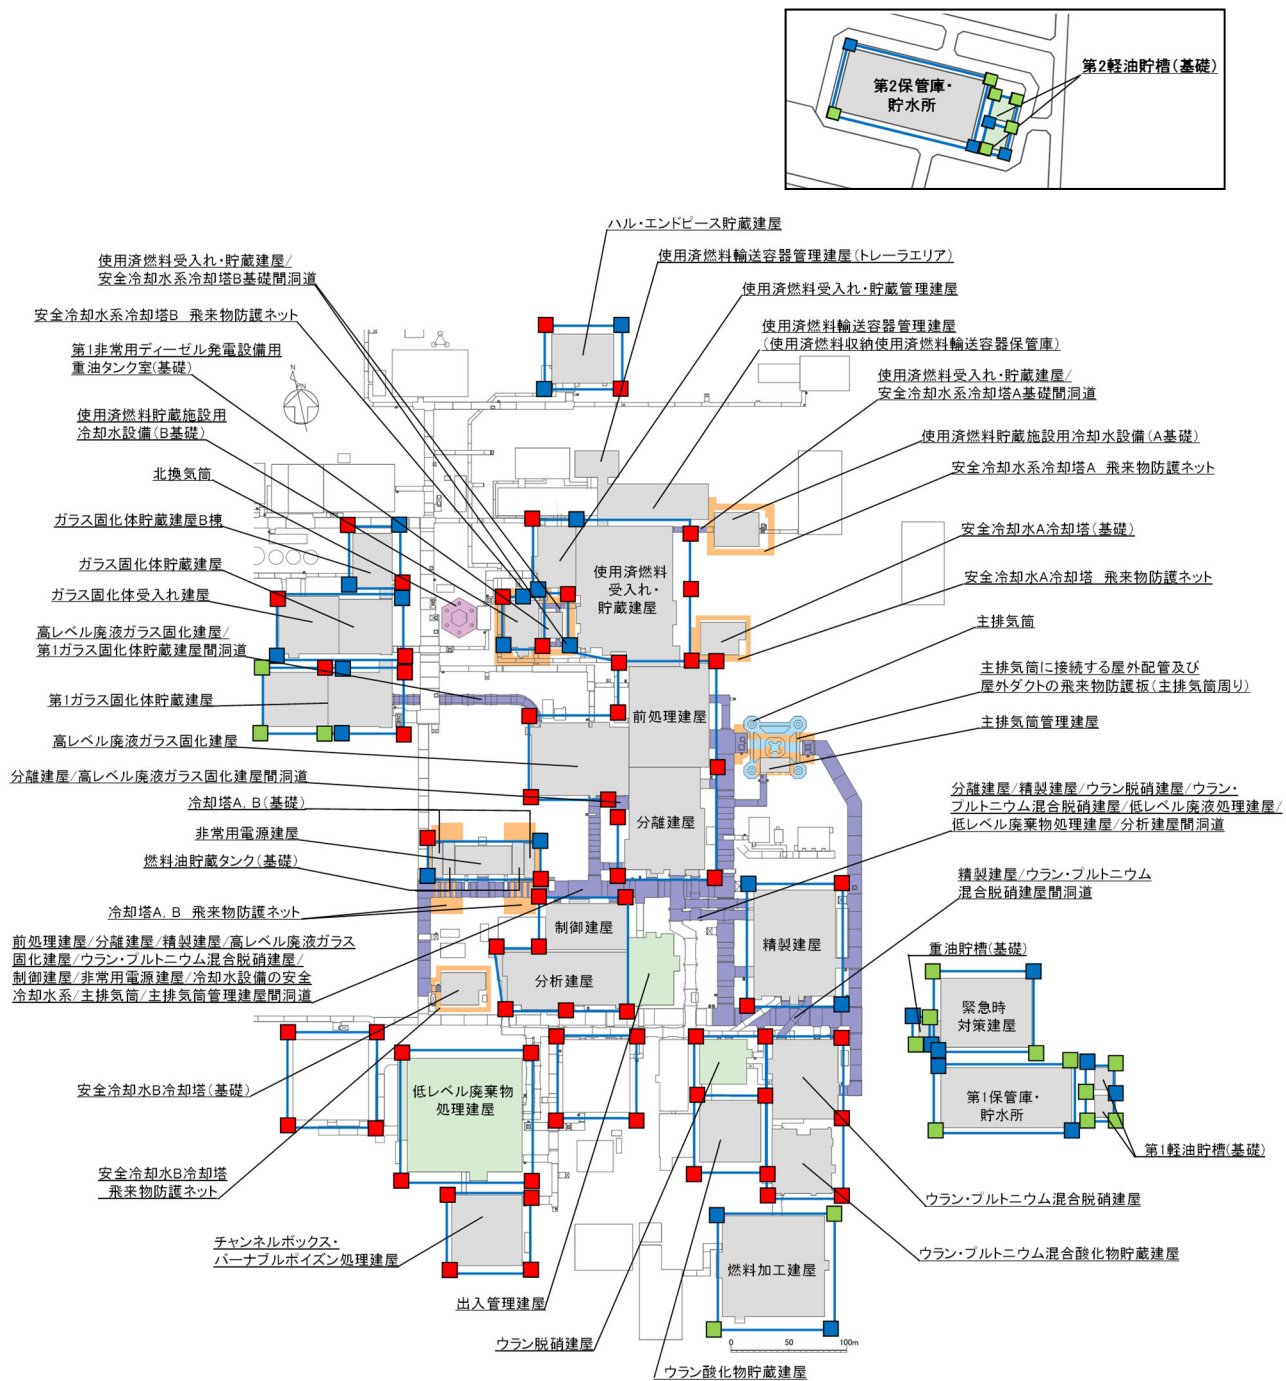 第2保管庫・
貯水所
第2軽油貯槽(基礎)
ハル・エンドピース貯蔵建屋
使用済燃料受入れ・貯蔵建屋/
安全冷却水系冷却塔B基礎間洞道
使用済燃料輸送容器管理建屋(トレーラエリア)
使用済燃料受入れ・貯蔵管理建屋
安全冷却水系冷却塔B 飛来物防護ネット
使用済燃料輸送容器管理建屋
(使用済燃料収納使用済燃料輸送容器保管庫)
第1非常用ディーゼル発電設備用
重油タンク室(基礎)
使用済燃料受入れ・貯蔵建屋/
安全冷却水系冷却塔A基礎間洞道
N
PN
使用済燃料貯蔵施設用
冷却水設備(B基礎)
使用済燃料貯蔵施設用冷却水設備(A基礎)
安全冷却水系冷却塔A 飛来物防護ネット
北換気筒
ガラス固化体貯蔵建屋B棟
安全冷却水A冷却塔(基礎)
ガラス固化体貯蔵建屋
使用済燃料
受入れ・
貯蔵建屋
安全冷却水A冷却塔 飛来物防護ネット
ガラス固化体受入れ建屋
主排気筒
高レベル廃液ガラス固化建屋/
第1ガラス固化体貯蔵建屋間洞道
主排気筒に接続する屋外配管及び
屋外ダクトの飛来物防護板(主排気筒周り)
第1ガラス固化体貯蔵建屋
前処理建屋
主排気筒管理建屋
高レベル廃液ガラス固化建屋
分離建屋/高レベル廃液ガラス固化建屋間洞道
分離建屋/精製建屋/ウラン脱硝建屋/ウラン・
プルトニウム混合脱硝建屋/低レベル廃液処理建屋/
低レベル廃棄物処理建屋/分析建屋間洞道
冷却塔A，B(基礎)
分離建屋
非常用電源建屋
燃料油貯蔵タンク(基礎)
精製建屋/ウラン・プルトニウム
混合脱硝建屋間洞道
冷却塔A，B 飛来物防護ネット
制御建屋
精製建屋
前処理建屋/分離建屋/精製建屋/高レベル廃液ガラス
固化建屋/ウラン・プルトニウム混合脱硝建屋/
制御建屋/非常用電源建屋/冷却水設備の安全
冷却水系/主排気筒/主排気筒管理建屋間洞道
重油貯槽(基礎)
分析建屋
緊急時
対策建屋
安全冷却水B冷却塔(基礎)
低レベル廃棄物
処理建屋
第1保管庫・
貯水所
第1軽油貯槽(基礎)
安全冷却水B冷却塔
飛来物防護ネット
ウラン・プルトニウム混合脱硝建屋
チャンネルボックス・
バーナブルポイズン処理建屋
ウラン・プルトニウム混合酸化物貯蔵建屋
燃料加工建屋
出入管理建屋
ウラン脱硝建屋
0 50 100m
ウラン酸化物貯蔵建屋